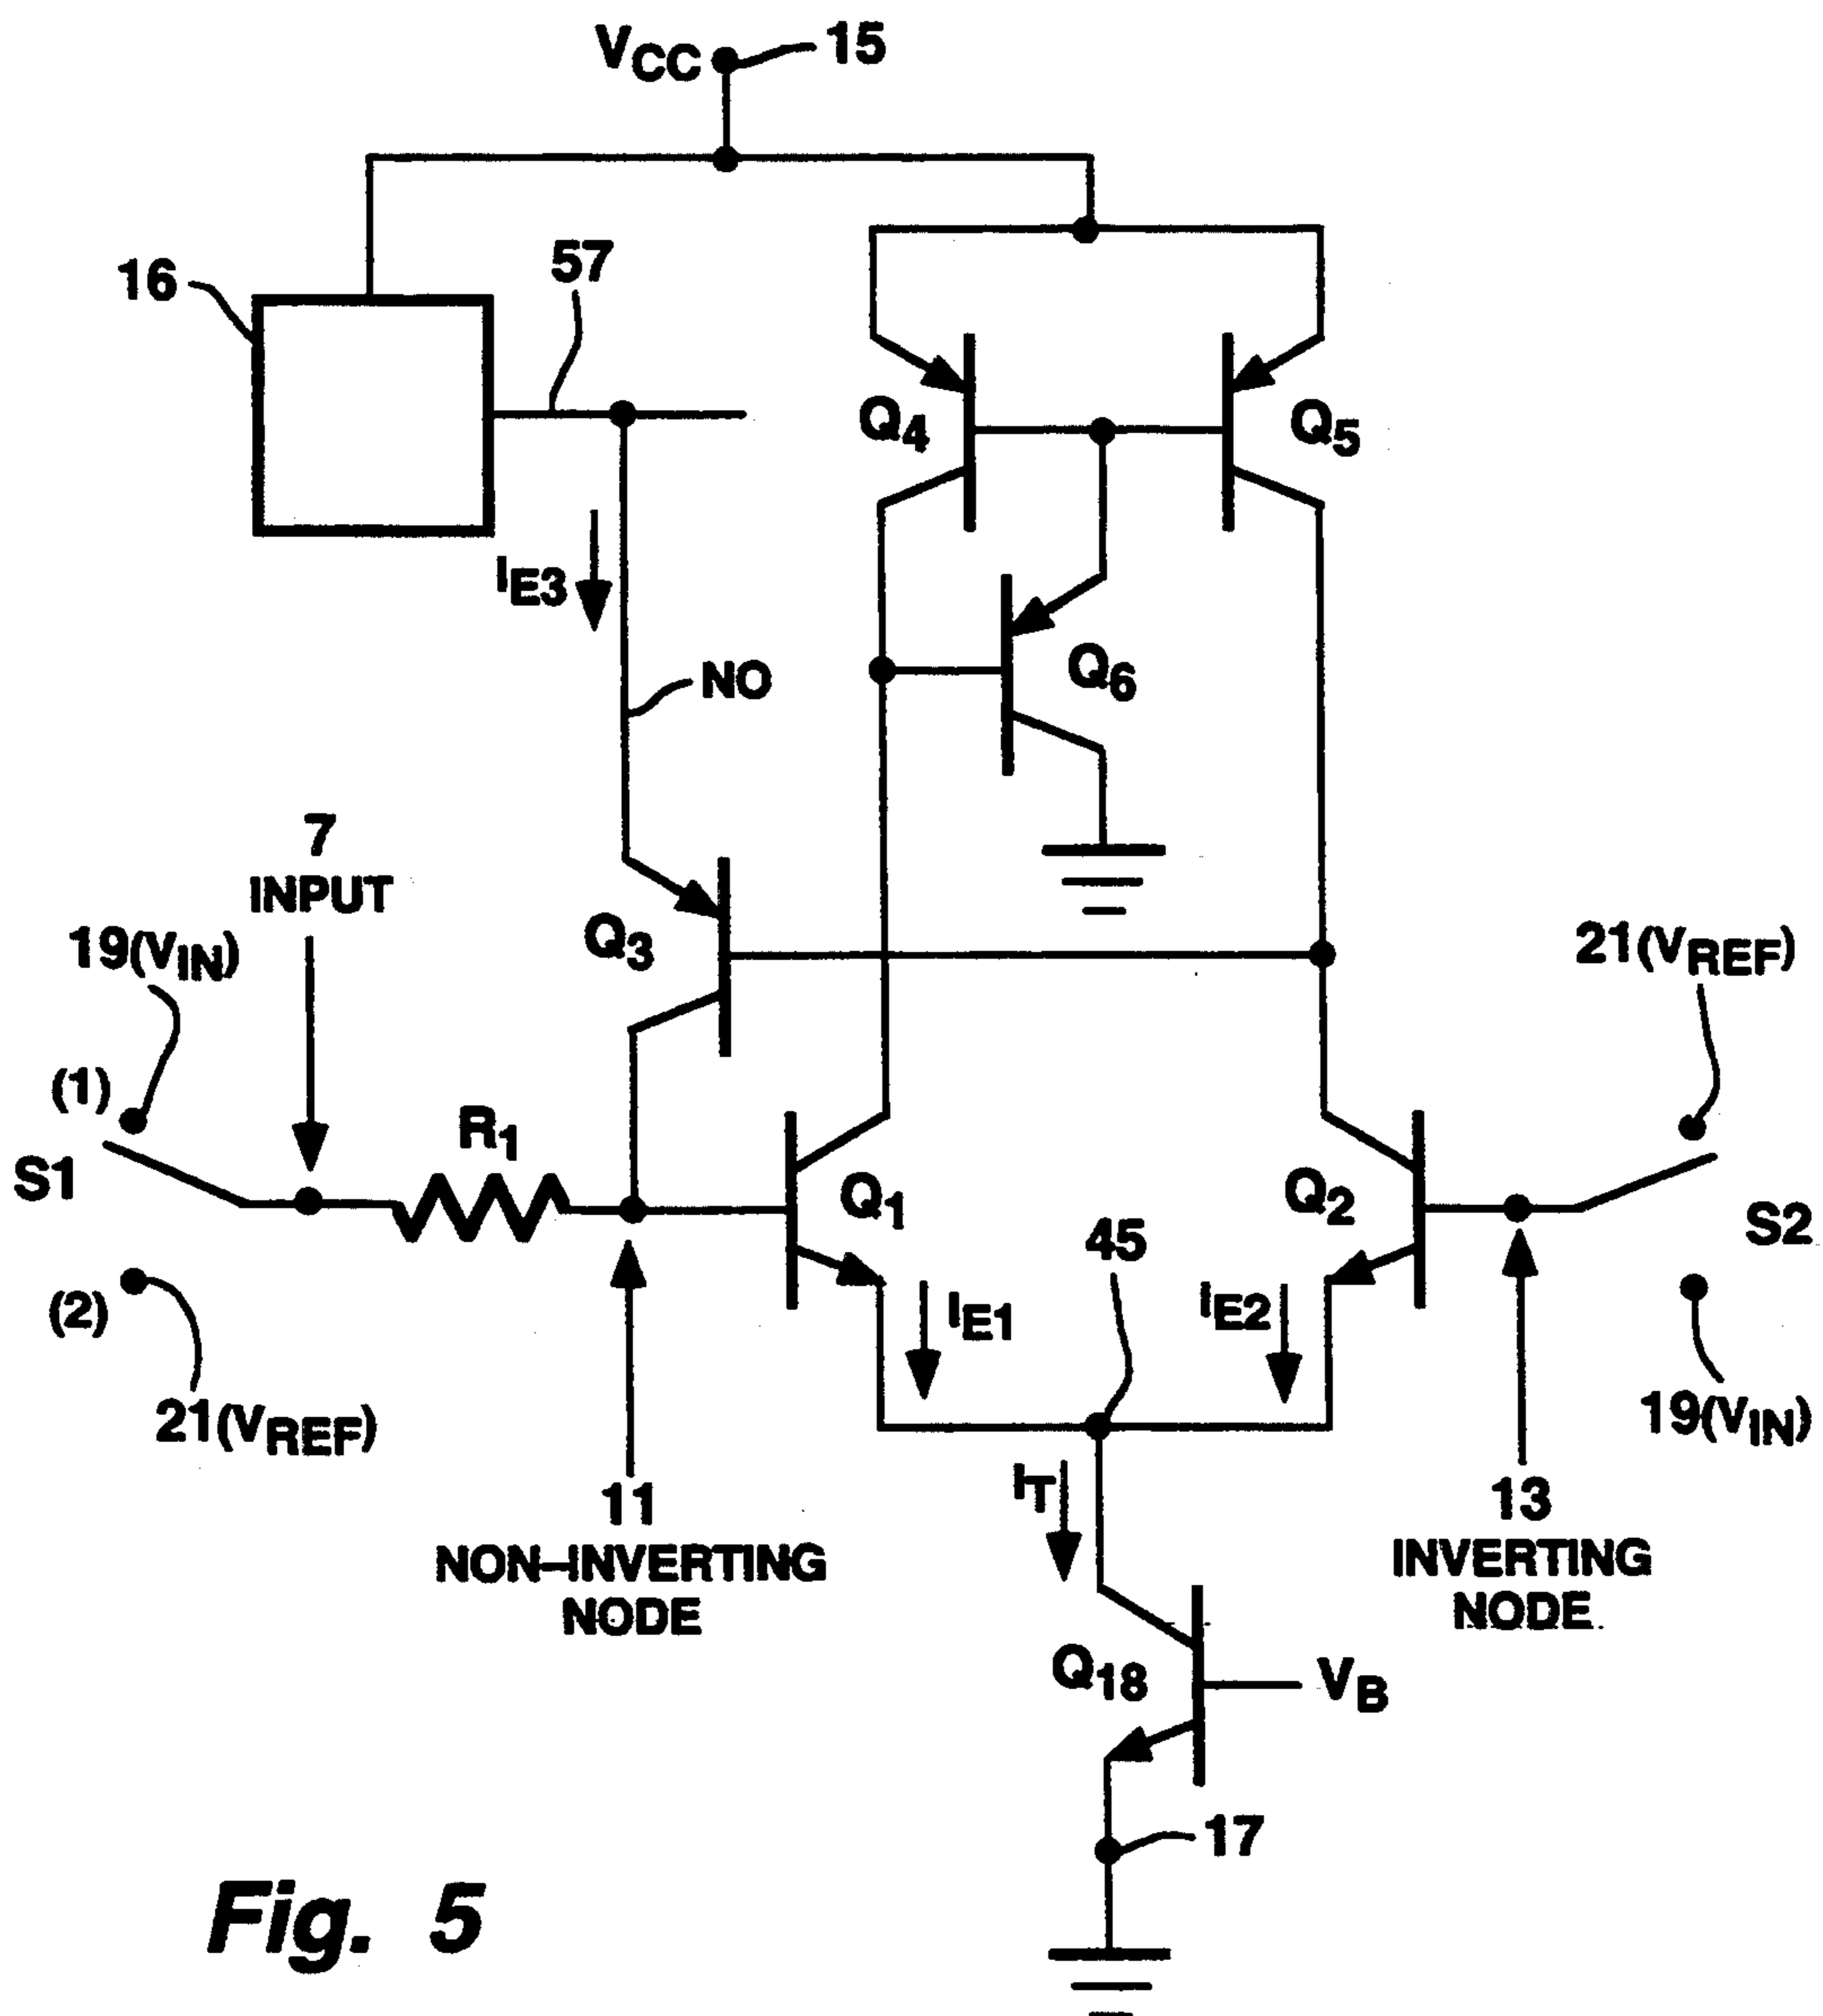 VCC
15
16
57
Q4
Q5
IE3
Q6
NO
7
INPUT
19(VIN)
Q3
21(VREF)
(1)
S1
R1
Q1
Q2
S2
45
(2)
IE1
IE2
21(VREF)
19(VIN)
11
NON-INVERTING
NODE
IT
13
INVERTING
NODE
Q18
VB
17
Fig. 5